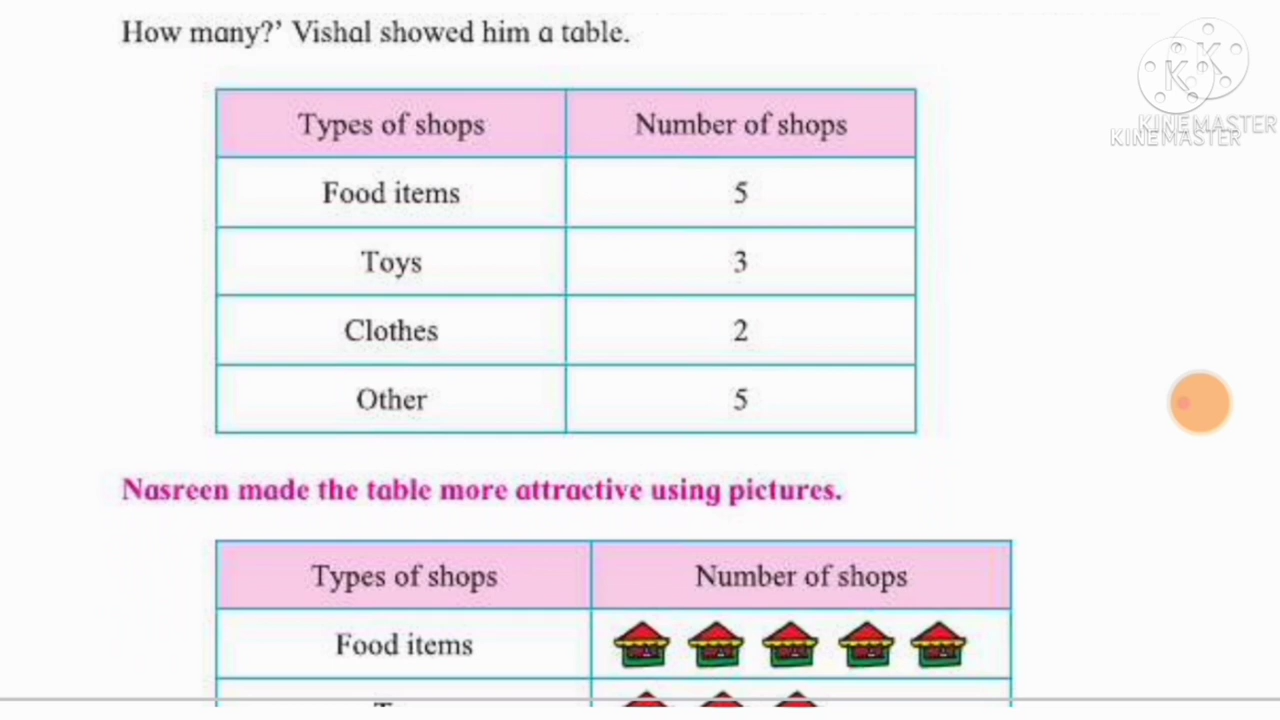 How many?’ Vishal showed him a table.
Types of shops Number of shops
Food items 5
Toys 3
Clothes 2
Other 5
Nasreen made the table more attractive using pictures.
Types of shops Number of shops
Food items
K K
KINEMASTER
KINEMASTER